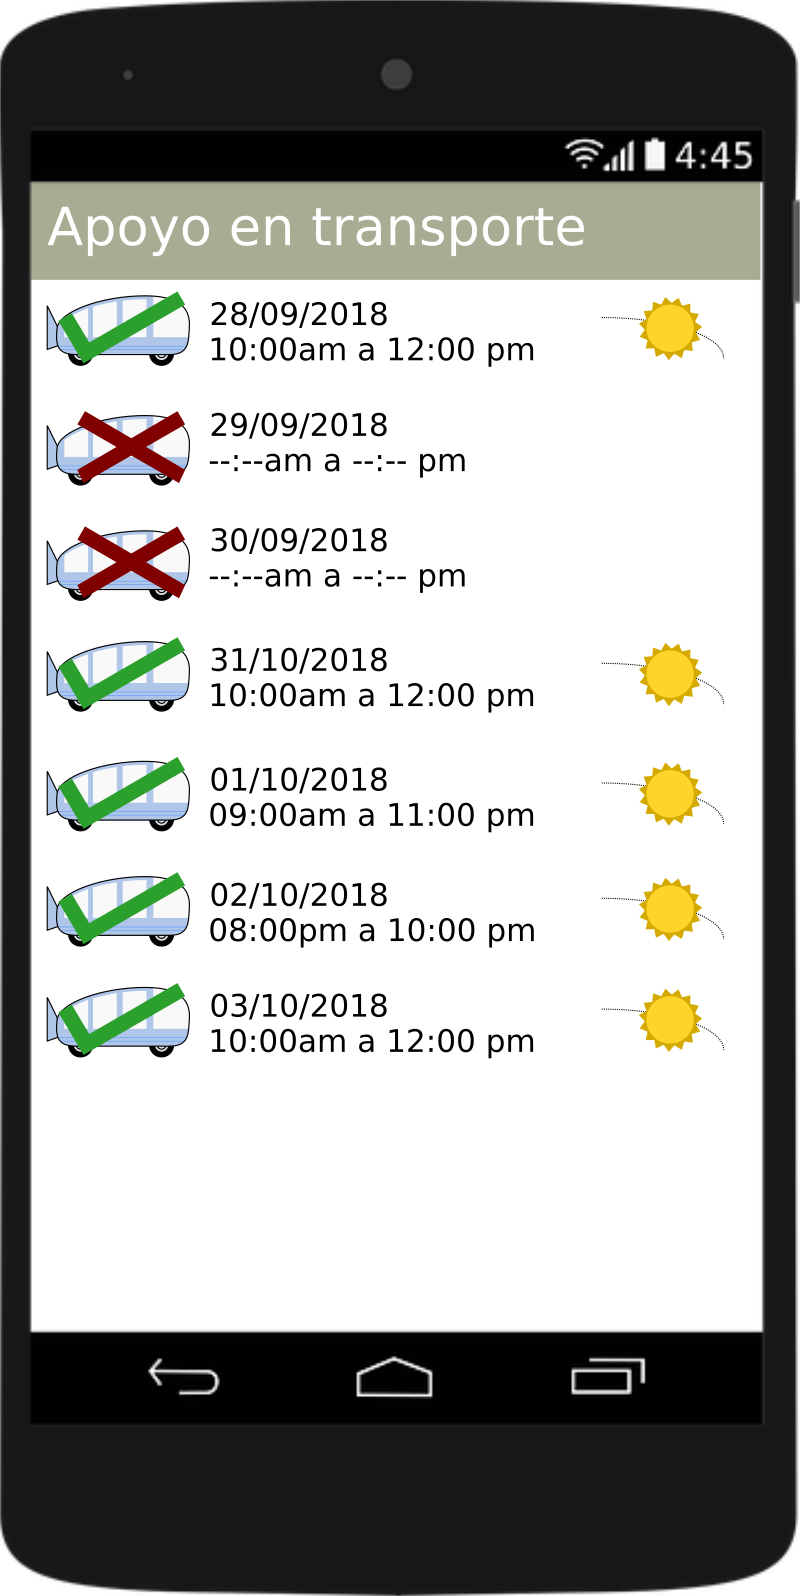 4:45
Apoyo en transporte
28/09/2018
10:00am a 12:00 pm
29/09/2018
--:--am a --:-- pm
30/09/2018
--:--am a --:-- pm
31/10/2018
10:00am a 12:00 pm
01/10/2018
09:00am a 11:00 pm
02/10/2018
08:00pm a 10:00 pm
03/10/2018
10:00am a 12:00 pm